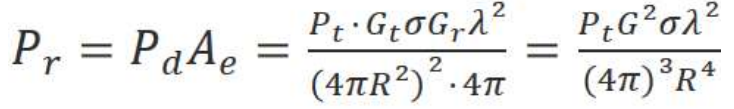 $P_r = P_d A_e = \frac{P_t \cdot G_t \sigma G_r \lambda^2}{(4\pi R^2)^2 \cdot 4\pi} = \frac{P_t G^2 \sigma \lambda^2}{(4\pi)^3 R^4}$